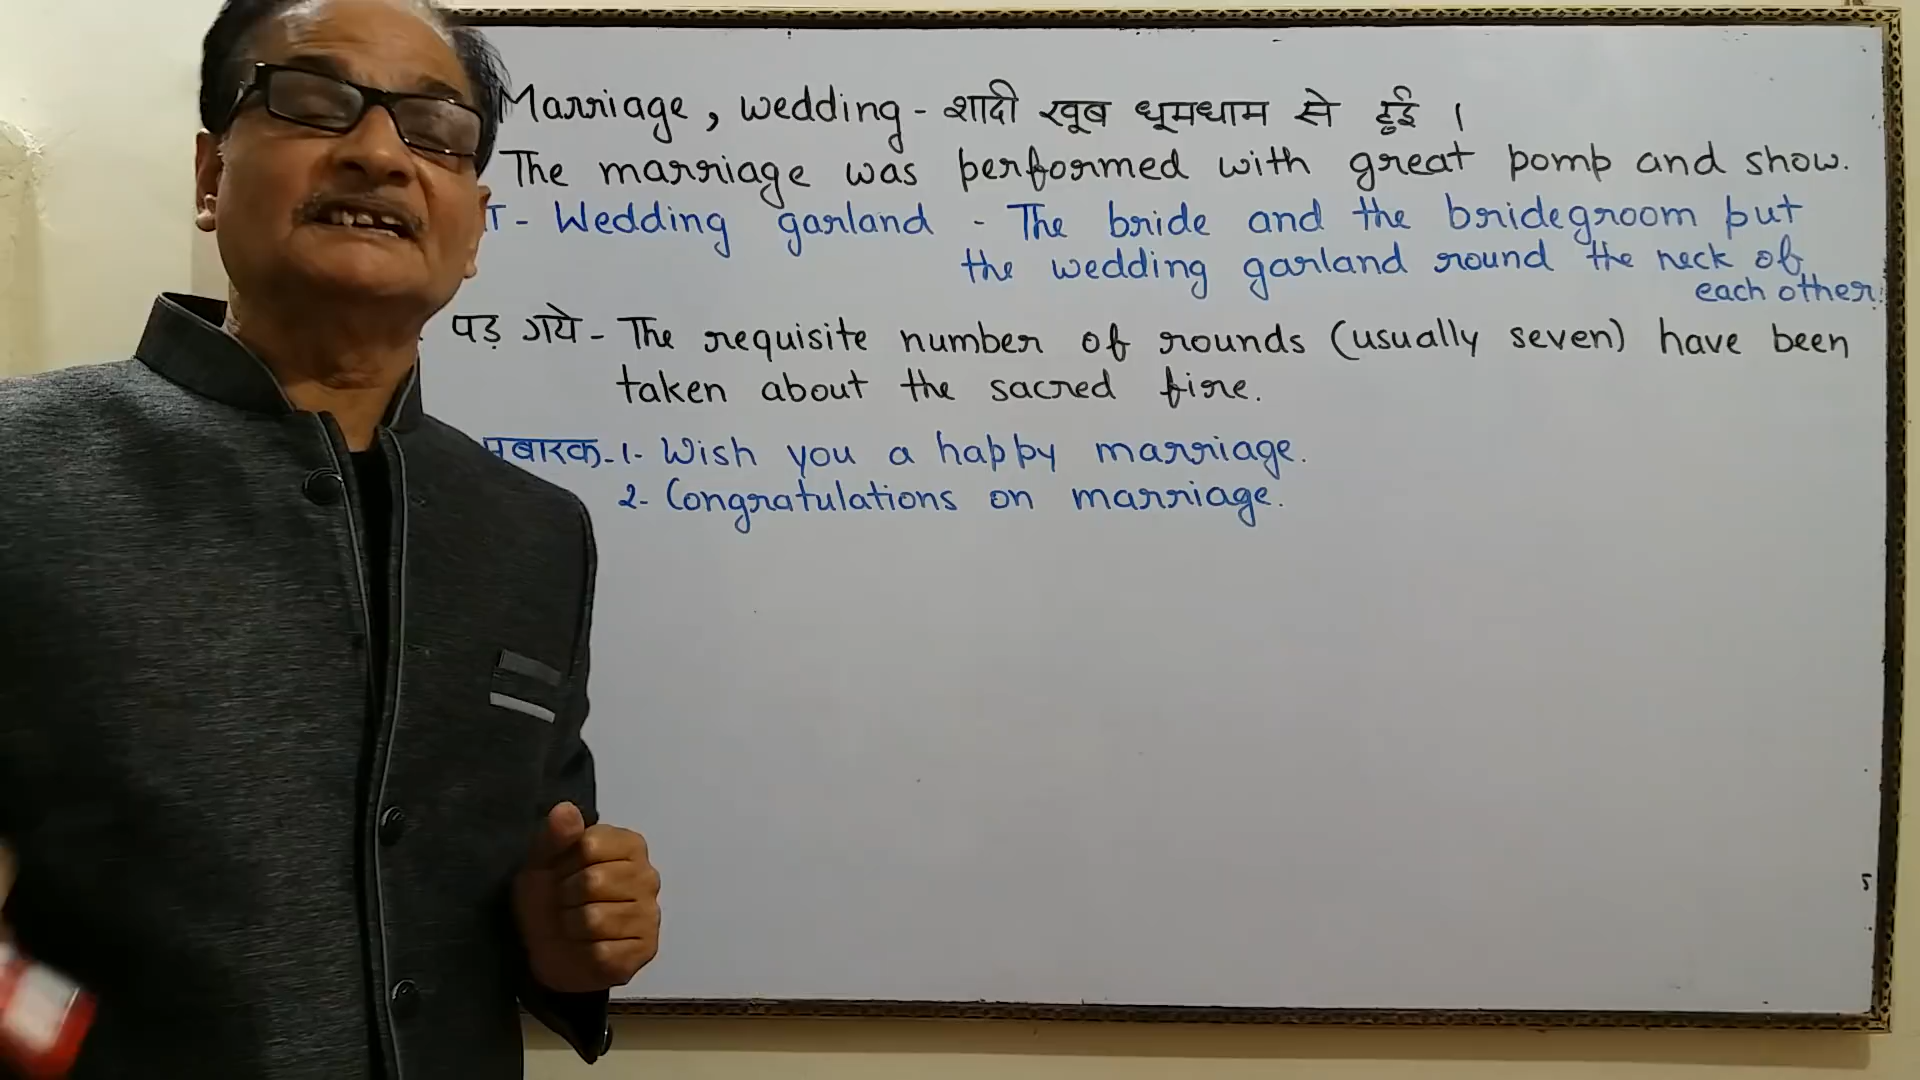 Marriage, wedding - शादी खूब धूमधाम से हुई ।
The marriage was performed with great pomp and show.
- Wedding garland - The bride and the bridegroom put
the wedding garland round the neck of
each other.
पड़ गये - The requisite number of rounds (usually seven) have been
taken about the sacred fire.
मुबारक - 1- Wish you a happy marriage.
2- Congratulations on marriage.